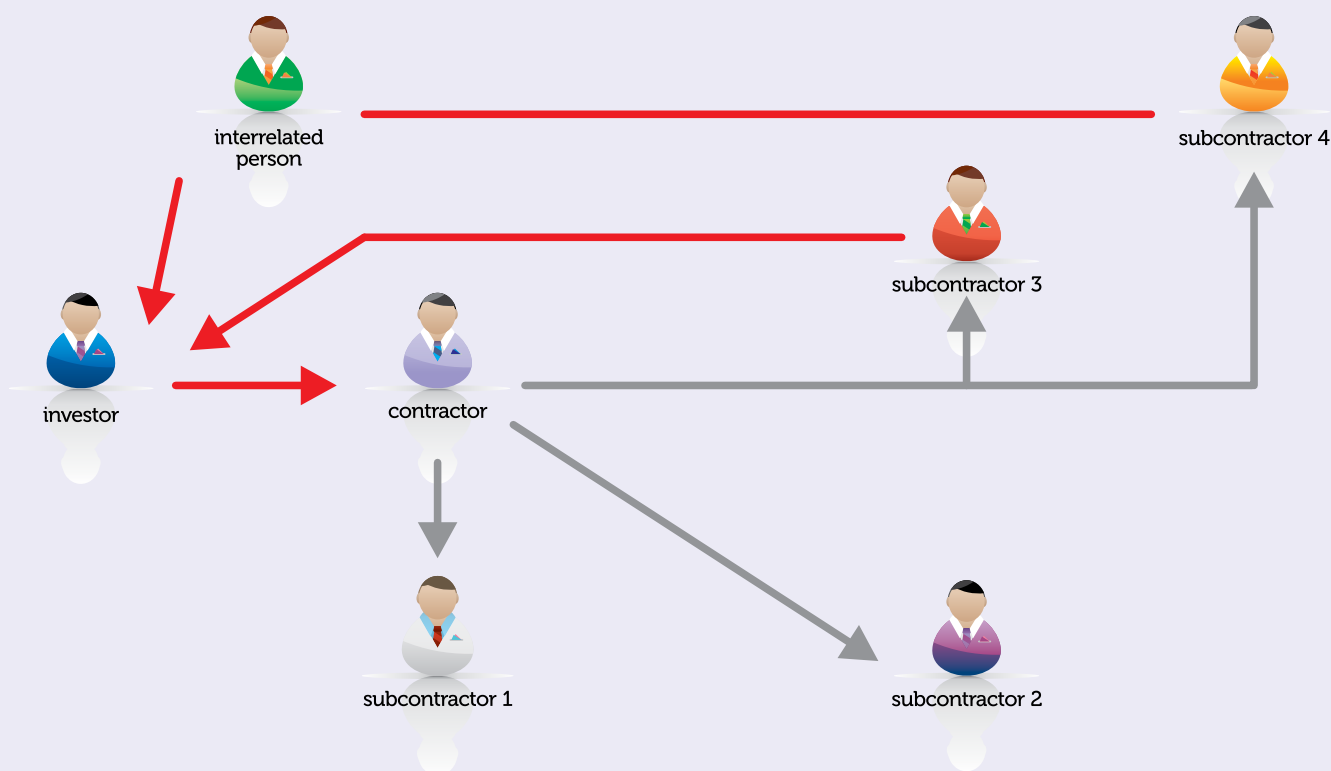 interrelated
person
subcontractor 4
subcontractor 3
investor
contractor
subcontractor 1
subcontractor 2